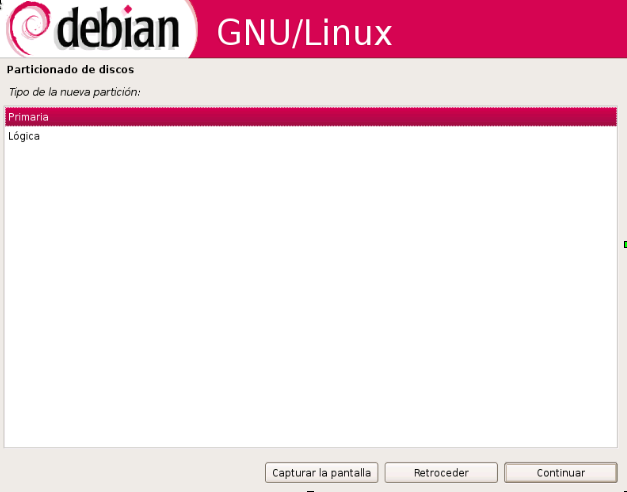 debian GNU/Linux
Particionado de discos
Tipo de la nueva partición:
Primaria
Lógica
Capturar la pantalla Retroceder Continuar